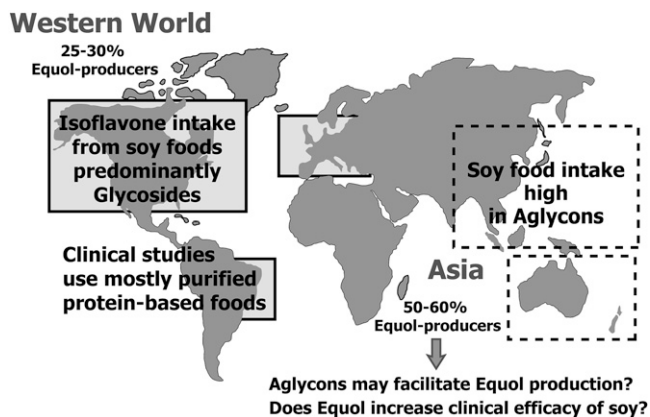 Western World
25-30%
Equol-producers
Isoflavone intake
from soy foods
predominantly
Glycosides
Clinical studies
use mostly purified
protein-based foods
Soy food intake
high
in Aglycons
Asia
50-60%
Equol-producers
Aglycons may facilitate Equol production?
Does Equol increase clinical efficacy of soy?